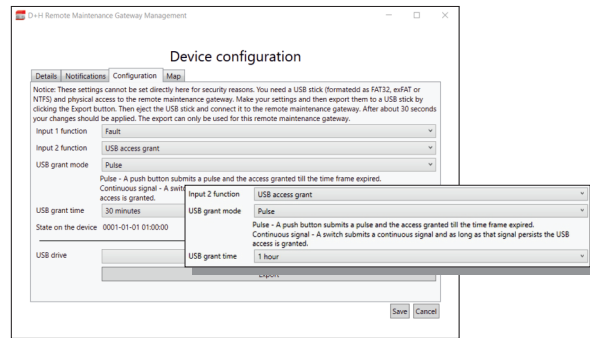 D+H Remote Maintenance Gateway Management
Device configuration
Details Notifications Configuration Map
Notice: These settings cannot be set directly here for security reasons. You need a USB stick (formatedd as FAT32, exFAT or
NTFS) and physical access to the remote maintenance gateway. Make your settings and then export them to a USB stick by
clicking the Export button. Then eject the USB stick and connect it to the remote maintenance gateway. After about 30 seconds
your changes should be applied. The export can only be used for this remote maintenance gateway.
Input 1 function Fault
Input 2 function USB access grant
USB grant mode Pulse
Pulse - A push button submits a pulse and the access granted till the time frame expired.
Continuous signal - A
access is granted.
USB grant time 30 minutes
State on the device 0001-01-01 01:00:00
USB drive
Export
Save Cancel
Input 2 function USB access grant
USB grant mode Pulse
Pulse - A push button submits a pulse and the access granted till the time frame expired.
Continuous signal - A switch submits a continuous signal and as long as that signal persists the USB
access is granted.
USB grant time 1 hour